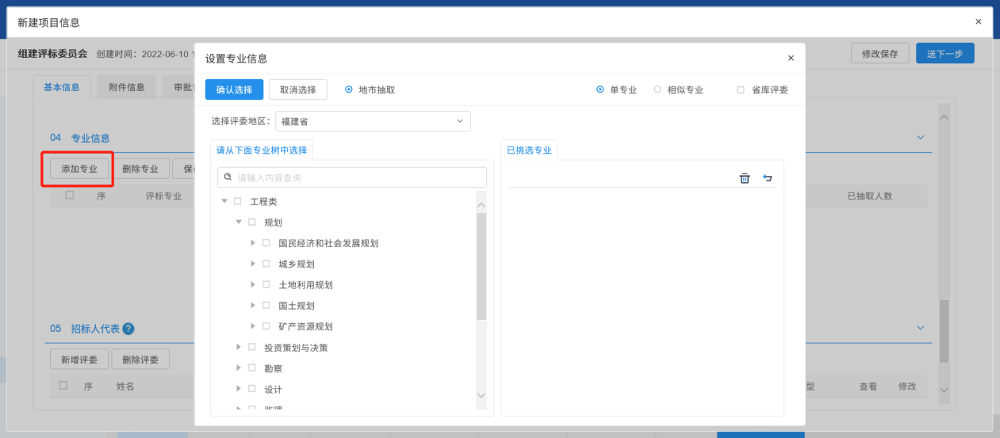 新建项目信息
×
组建评标委员会 创建时间：2022-06-10 1
修改保存 送下一步
基本信息 附件信息 审批
04 专业信息
添加专业 删除专业 保
序 评标专业 已抽取人数
05 招标人代表 ?
新增评委 删除评委
序 姓名 型 查看 修改
设置专业信息 ×
确认选择 取消选择 地市抽取 单专业 相似专业 省库评委
选择评委地区： 福建省
请从下面专业树中选择 已挑选专业
请输入内容查询
工程类
规划
国民经济和社会发展规划
城乡规划
土地利用规划
国土规划
矿产资源规划
投资策划与决策
勘察
设计
监理